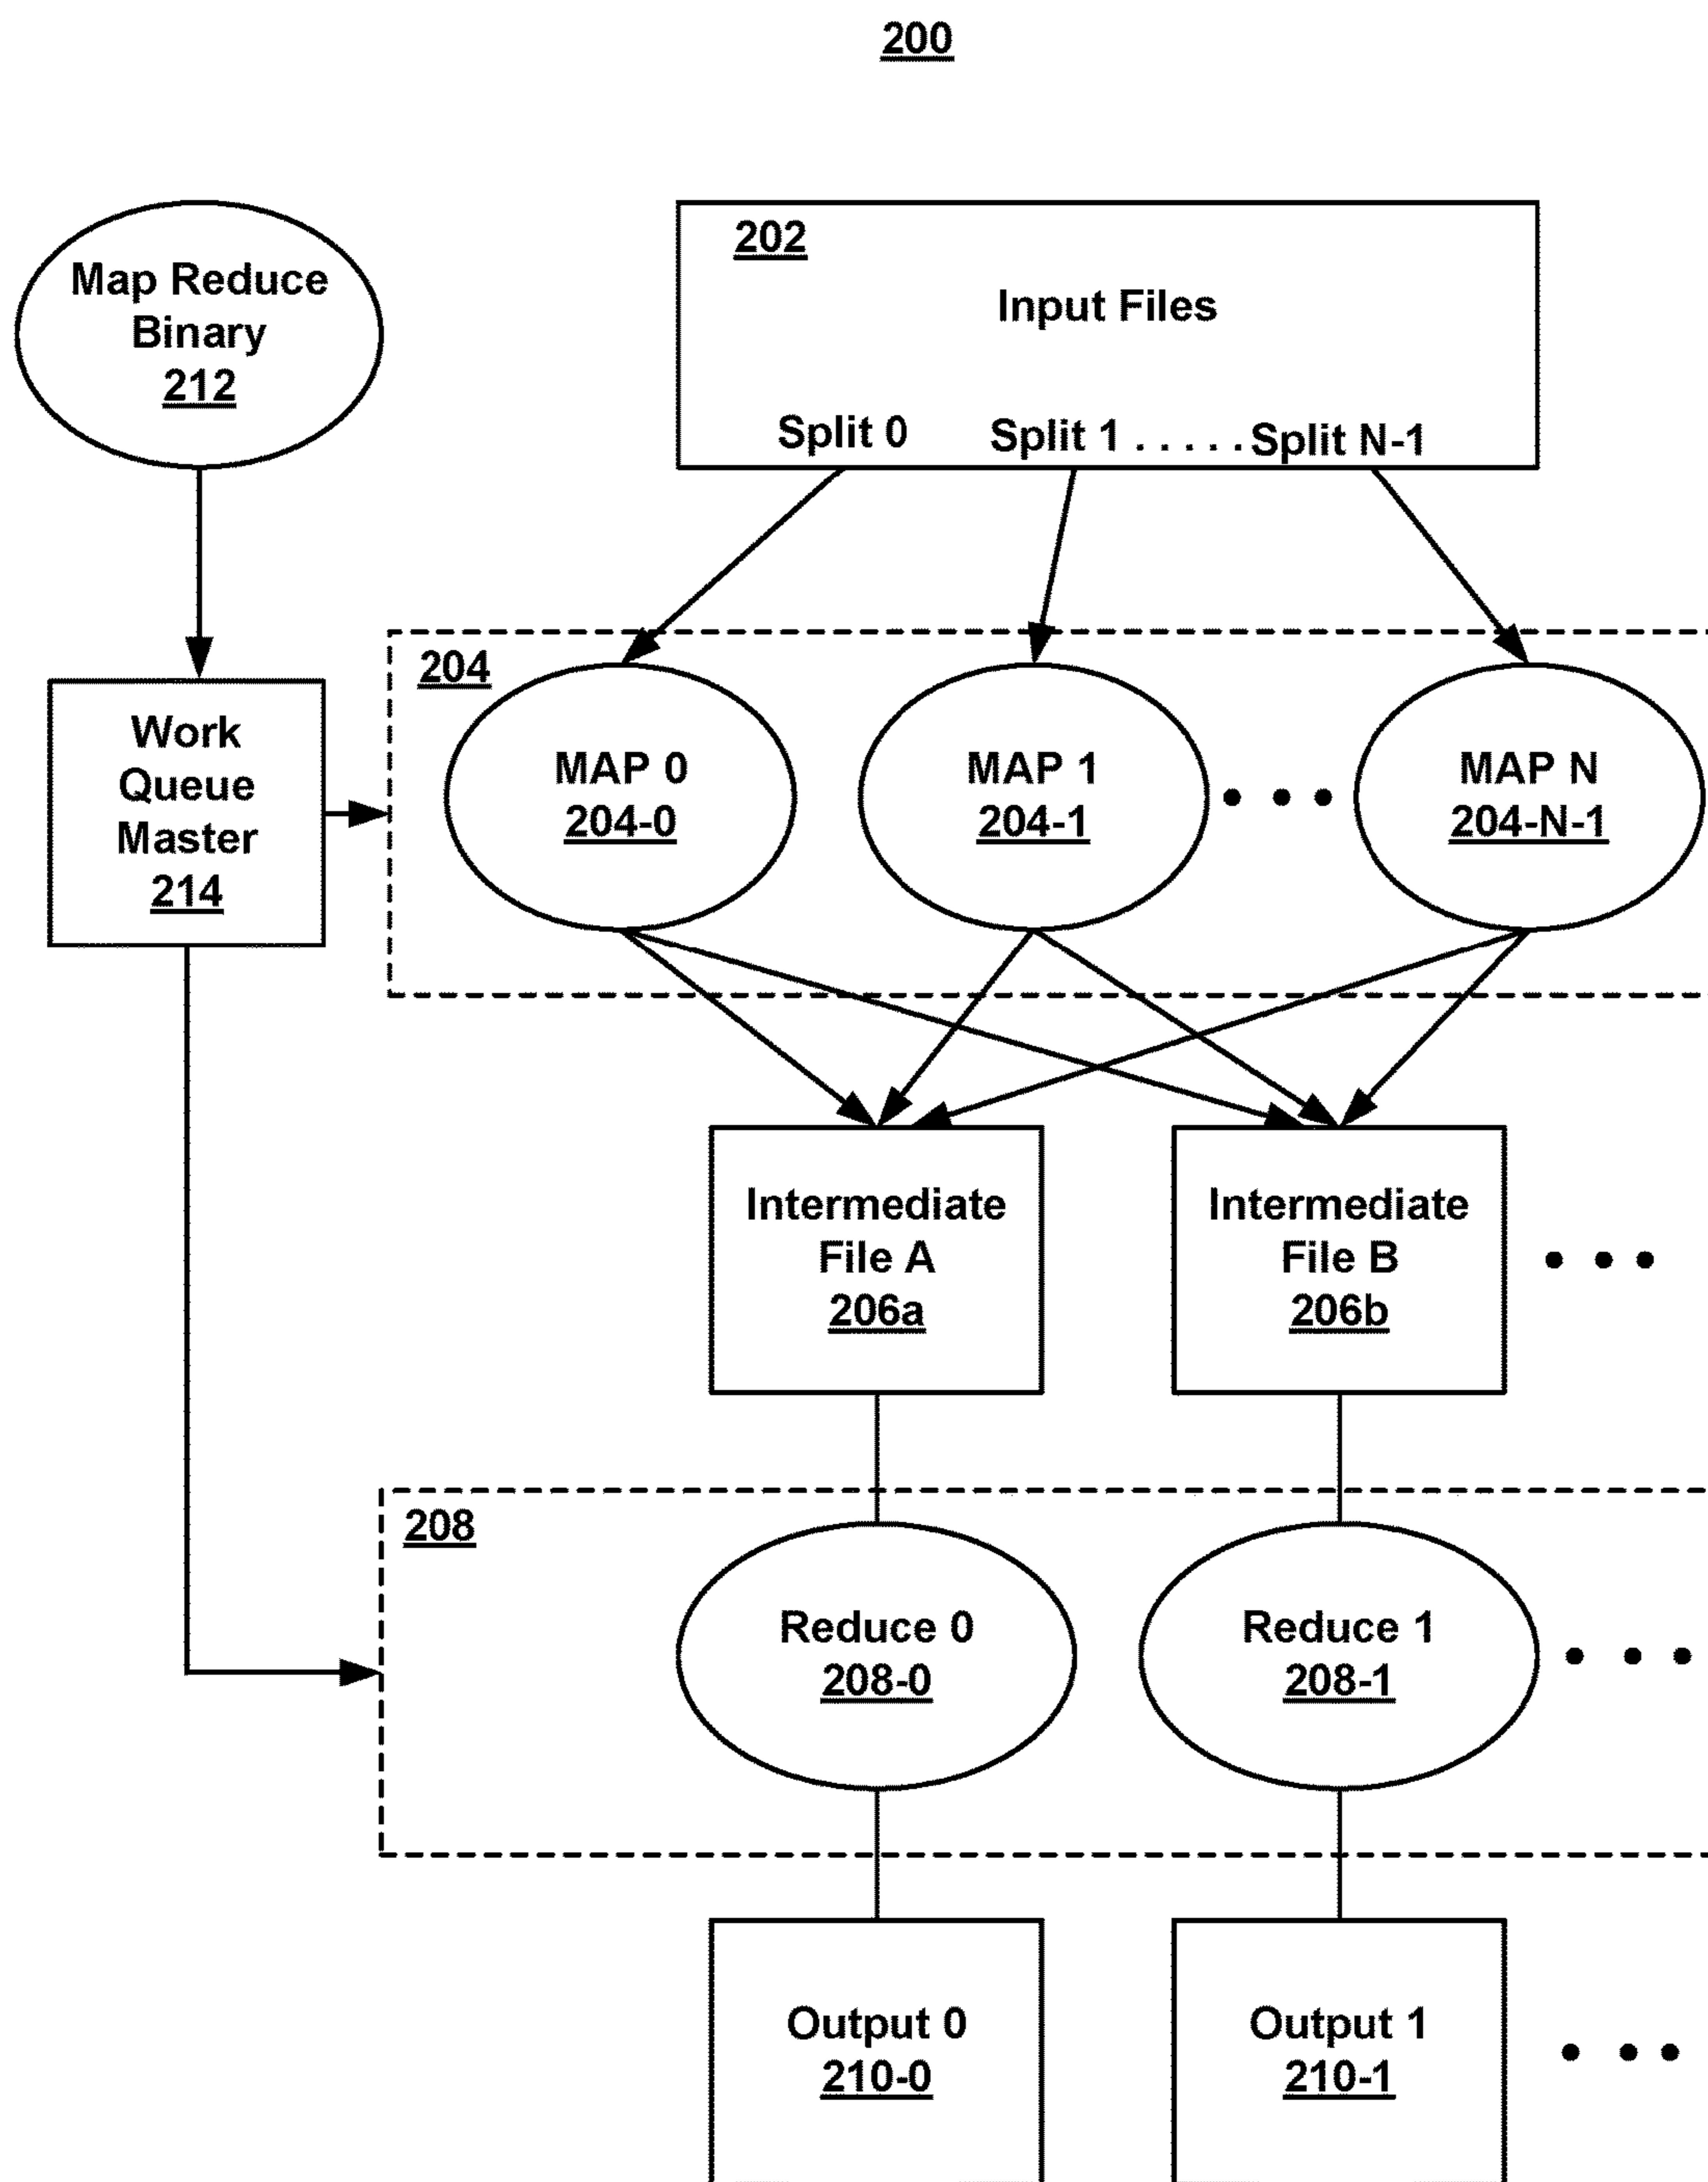 200
Map Reduce
Binary
212
202
Input Files
Split 0 Split 1 . . . . . Split N-1
Work
Queue
Master
214
204
MAP 0
204-0
MAP 1
204-1
MAP N
204-N-1
Intermediate
File A
206a
Intermediate
File B
206b
208
Reduce 0
208-0
Reduce 1
208-1
Output 0
210-0
Output 1
210-1